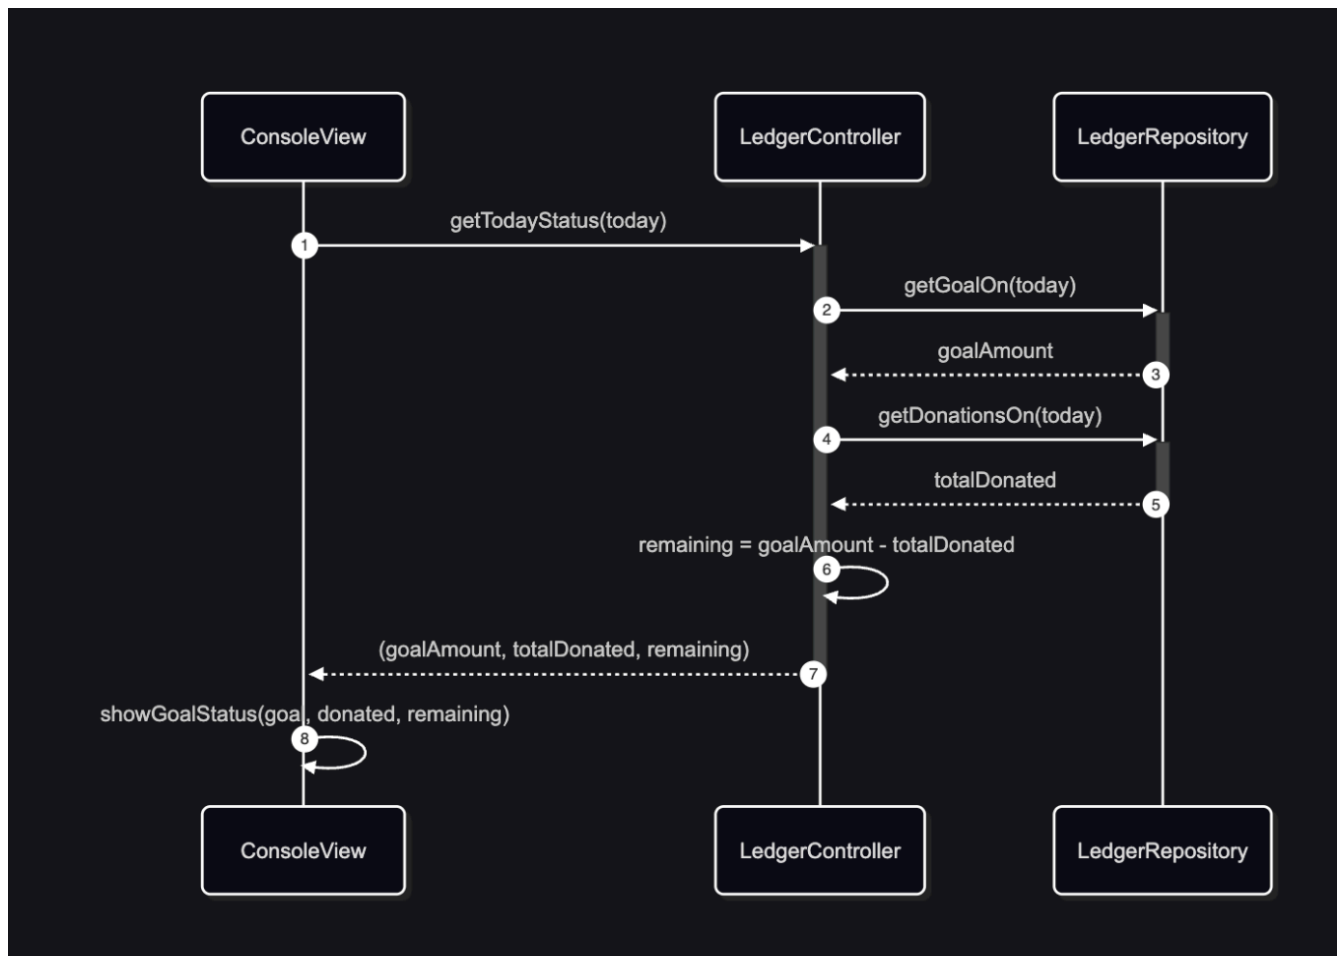 ConsoleView
LedgerController
LedgerRepository
getTodayStatus(today)
1
getGoalOn(today)
2
goalAmount
3
getDonationsOn(today)
4
totalDonated
5
remaining = goalAmount - totalDonated
6
(goalAmount, totalDonated, remaining)
7
showGoalStatus(goal, donated, remaining)
8
ConsoleView
LedgerController
LedgerRepository